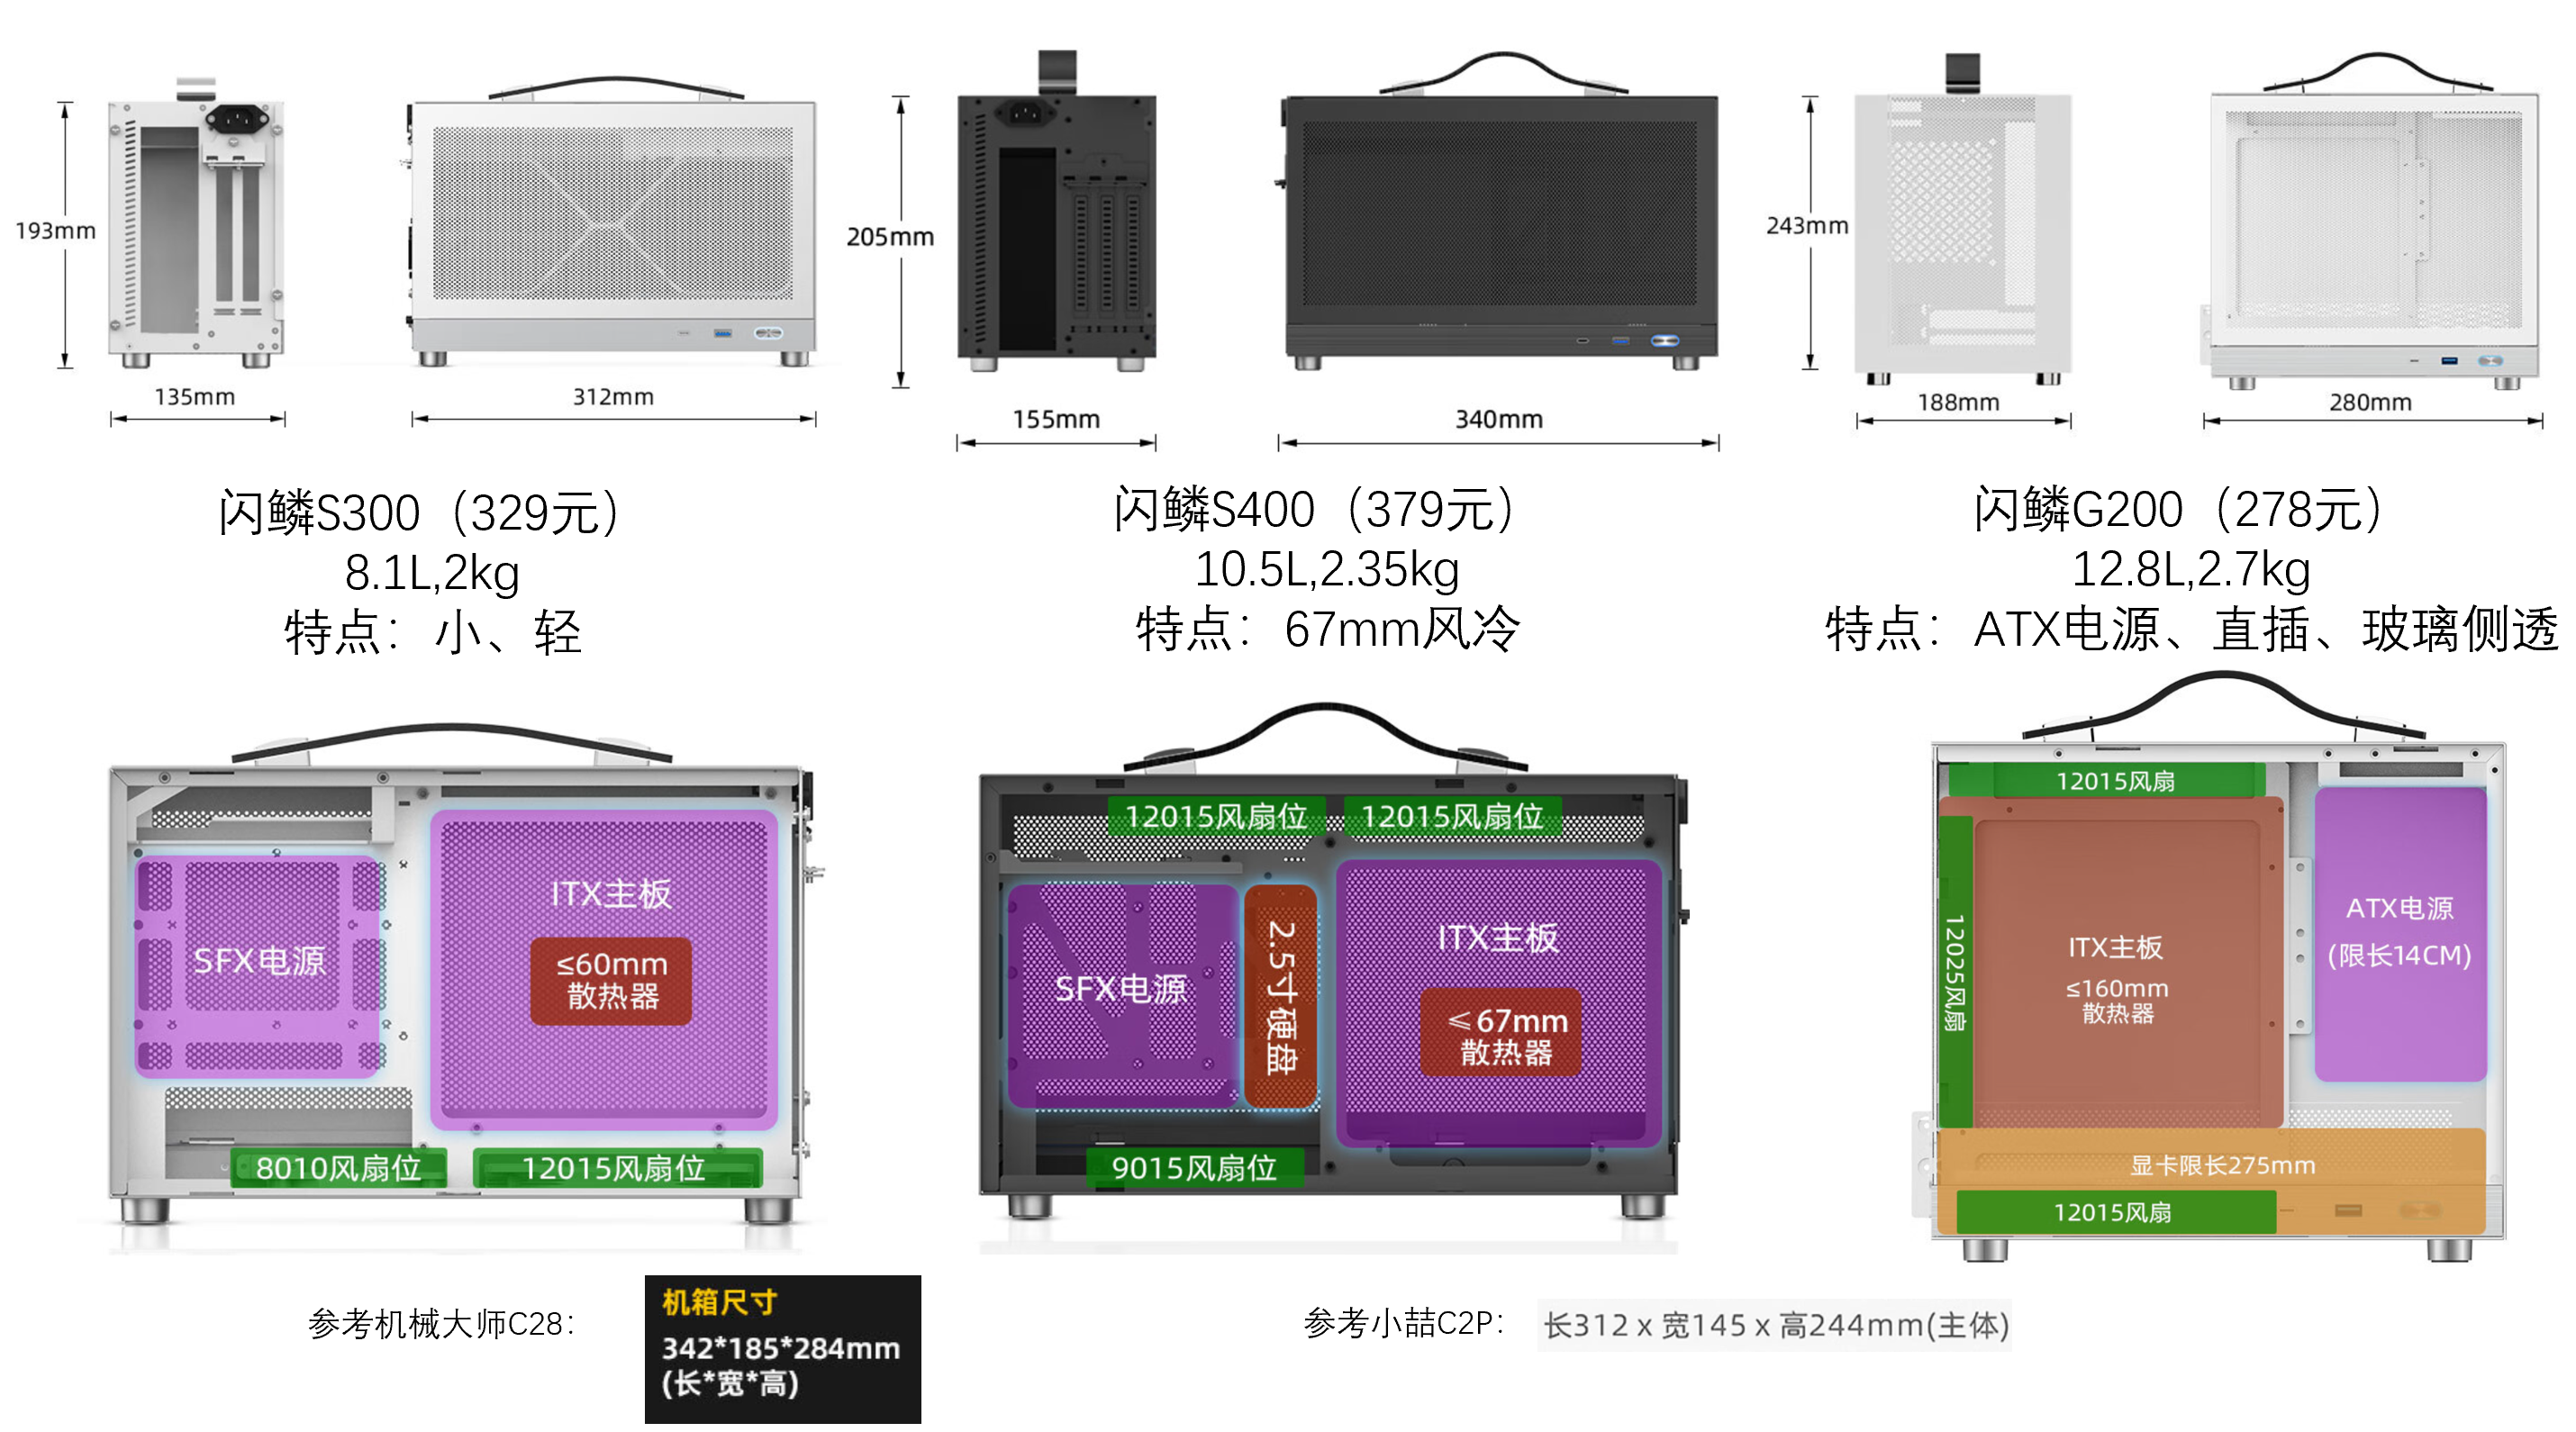 193mm
135mm
312mm
205mm
155mm
340mm
243mm
188mm
280mm
闪鳞S300（329元）
8.1L,2kg
特点：小、轻
闪鳞S400（379元）
10.5L,2.35kg
特点：67mm风冷
闪鳞G200（278元）
12.8L,2.7kg
特点：ATX电源、直插、玻璃侧透
SFX电源
ITX主板
≤60mm
散热器
8010风扇位
12015风扇位
12015风扇位
12015风扇位
SFX电源
2.5寸硬盘
ITX主板
≤67mm
散热器
9015风扇位
12015风扇
12025风扇
ITX主板
≤160mm
散热器
ATX电源
(限长14CM)
显卡限长275mm
12015风扇
参考机械大师C28：
机箱尺寸
342*185*284mm
(长*宽*高)
参考小喆C2P：
长312 x 宽145 x 高244mm(主体)